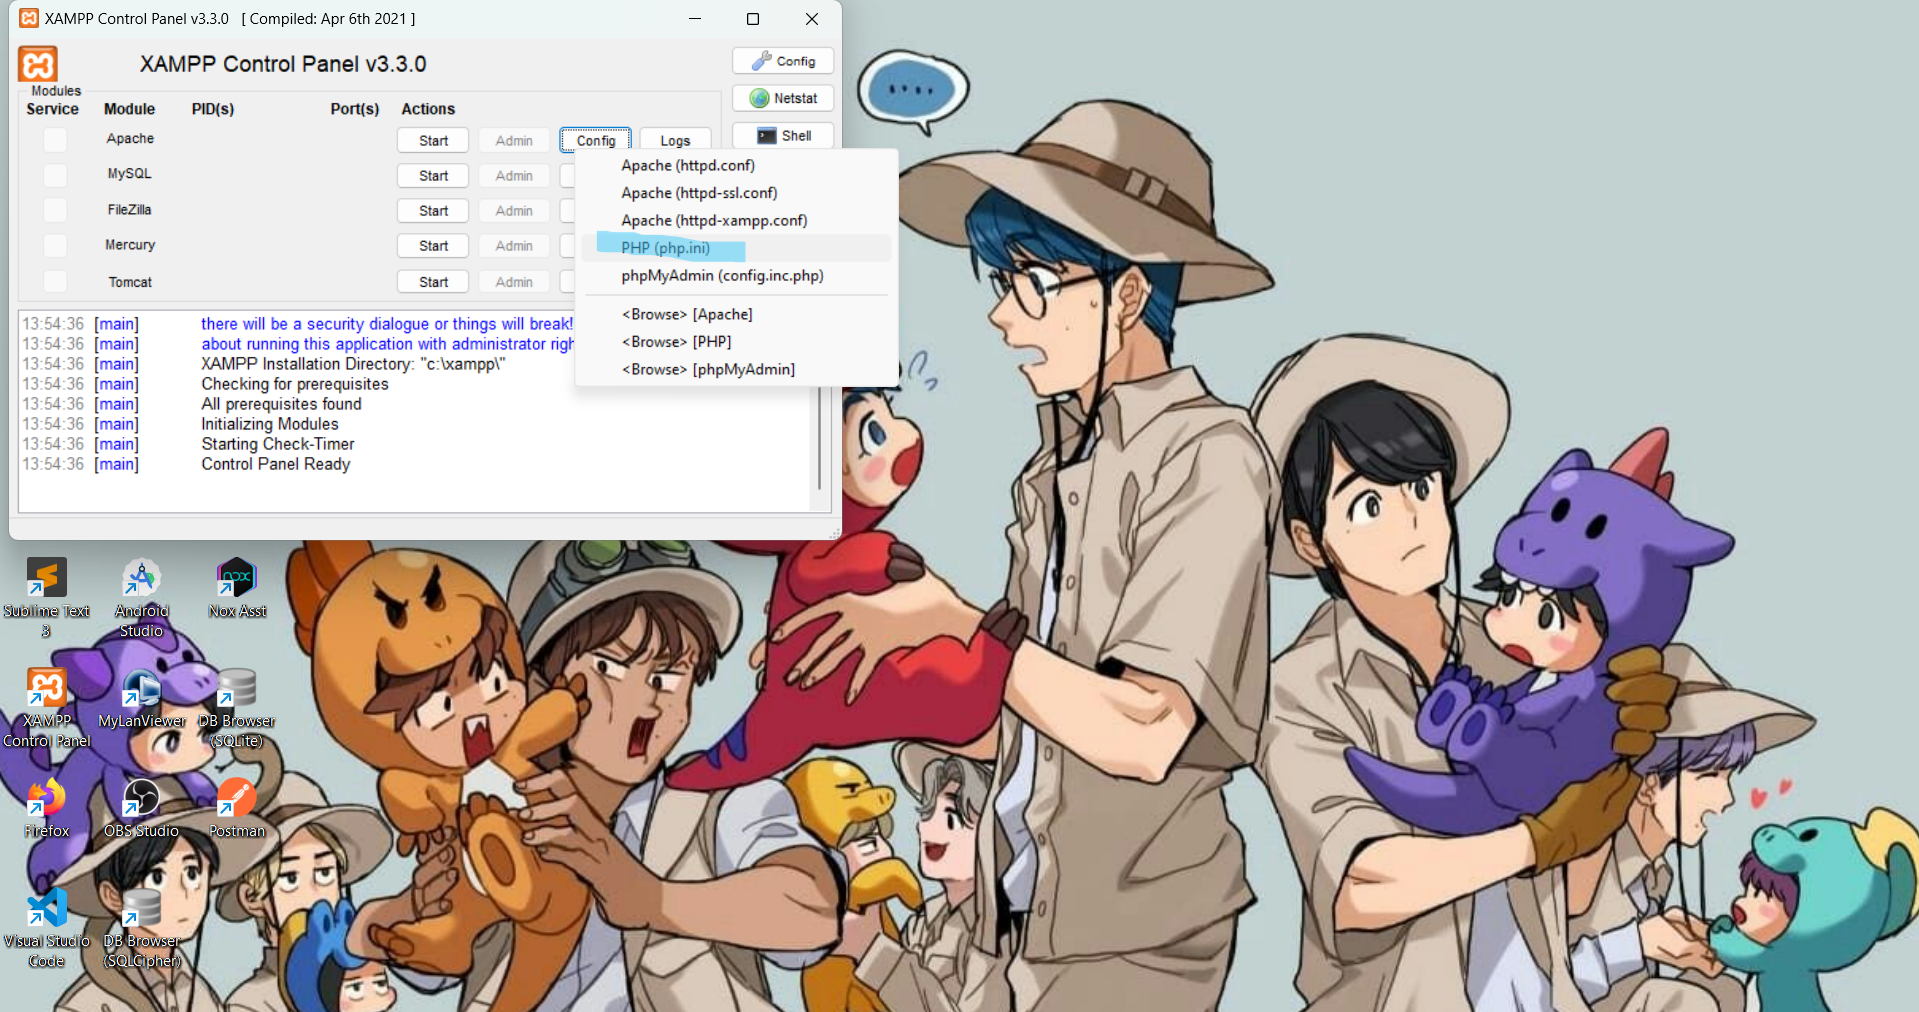 XAMPP Control Panel v3.3.0 [ Compiled: Apr 6th 2021 ]
XAMPP Control Panel v3.3.0
Config
Modules
Service Module PID(s) Port(s) Actions
Netstat
Apache Start Admin Config Logs
Shell
MySQL Start Admin
FileZilla Start Admin
Mercury Start Admin
Tomcat Start Admin
Apache (httpd.conf)
Apache (httpd-ssl.conf)
Apache (httpd-xampp.conf)
PHP (php.ini)
phpMyAdmin (config.inc.php)
<Browse> [Apache]
<Browse> [PHP]
<Browse> [phpMyAdmin]
13:54:36 [main] there will be a security dialogue or things will break!
13:54:36 [main] about running this application with administrator
13:54:36 [main] XAMPP Installation Directory: "c:\xampp\"
13:54:36 [main] Checking for prerequisites
13:54:36 [main] All prerequisites found
13:54:36 [main] Initializing Modules
13:54:36 [main] Starting Check-Timer
13:54:36 [main] Control Panel Ready
Sublime Text
3
Android
Studio
nox
Nox Asst
XAMPP
Control Panel
MyLanViewer
DB Browser
(SQLite)
Firefox
OBS Studio
Postman
Visual Studio
Code
DB Browser
(SQLCipher)